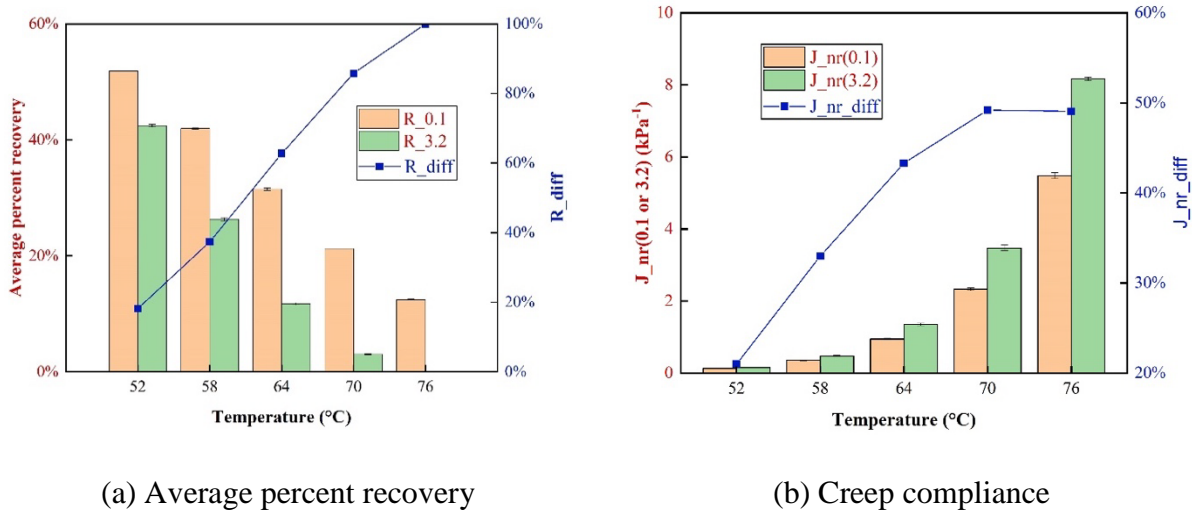 60%
40%
20%
0%
Average percent recovery
R_0.1
R_3.2
R_diff
100%
80%
60%
40%
20%
0%
R_diff
52 58 64 70 76
Temperature (°C)
(a) Average percent recovery
10
8
6
4
2
0
J_nr(0.1 or 3.2) (kPa⁻¹)
J_nr(0.1)
J_nr(3.2)
J_nr_diff
60%
50%
40%
30%
20%
J_nr_diff
52 58 64 70 76
Temperature (°C)
(b) Creep compliance